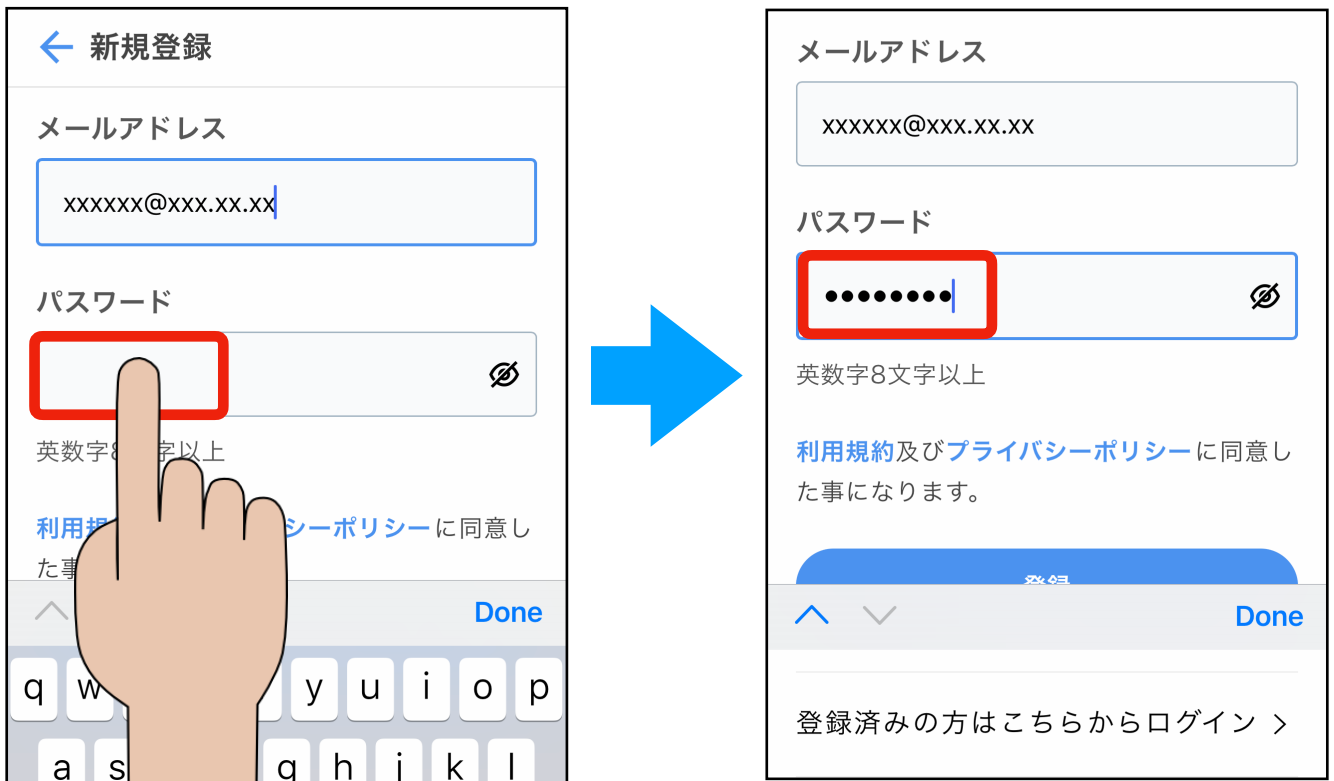 新規登録
メールアドレス
xxxxxx@xxx.xx.xx
パスワード
英数字8 字以上
利用規 シーポリシーに同意し
た事
Done
q w y u i o p
a s g h j k l
メールアドレス
xxxxxx@xxx.xx.xx
パスワード
••••••••
英数字8文字以上
利用規約及びプライバシーポリシーに同意し
た事になります。
登録
Done
登録済みの方はこちらからログイン >